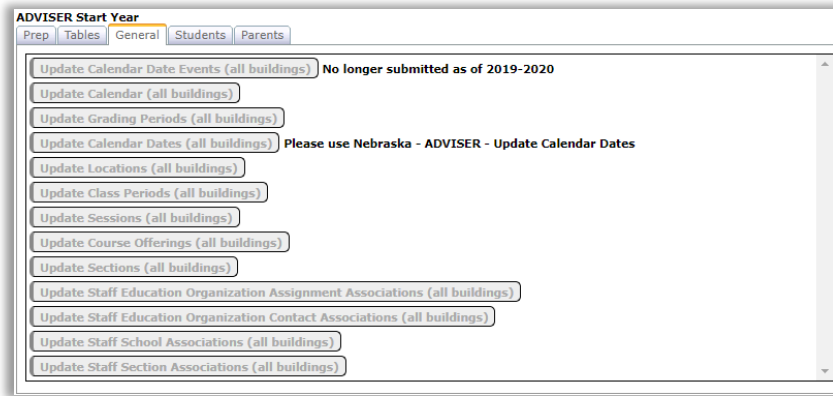 ADVISER Start Year
Prep Tables General Students Parents
Update Calendar Date Events (all buildings) No longer submitted as of 2019-2020
Update Calendar (all buildings)
Update Grading Periods (all buildings)
Update Calendar Dates (all buildings) Please use Nebraska - ADVISER - Update Calendar Dates
Update Locations (all buildings)
Update Class Periods (all buildings)
Update Sessions (all buildings)
Update Course Offerings (all buildings)
Update Sections (all buildings)
Update Staff Education Organization Assignment Associations (all buildings)
Update Staff Education Organization Contact Associations (all buildings)
Update Staff School Associations (all buildings)
Update Staff Section Associations (all buildings)